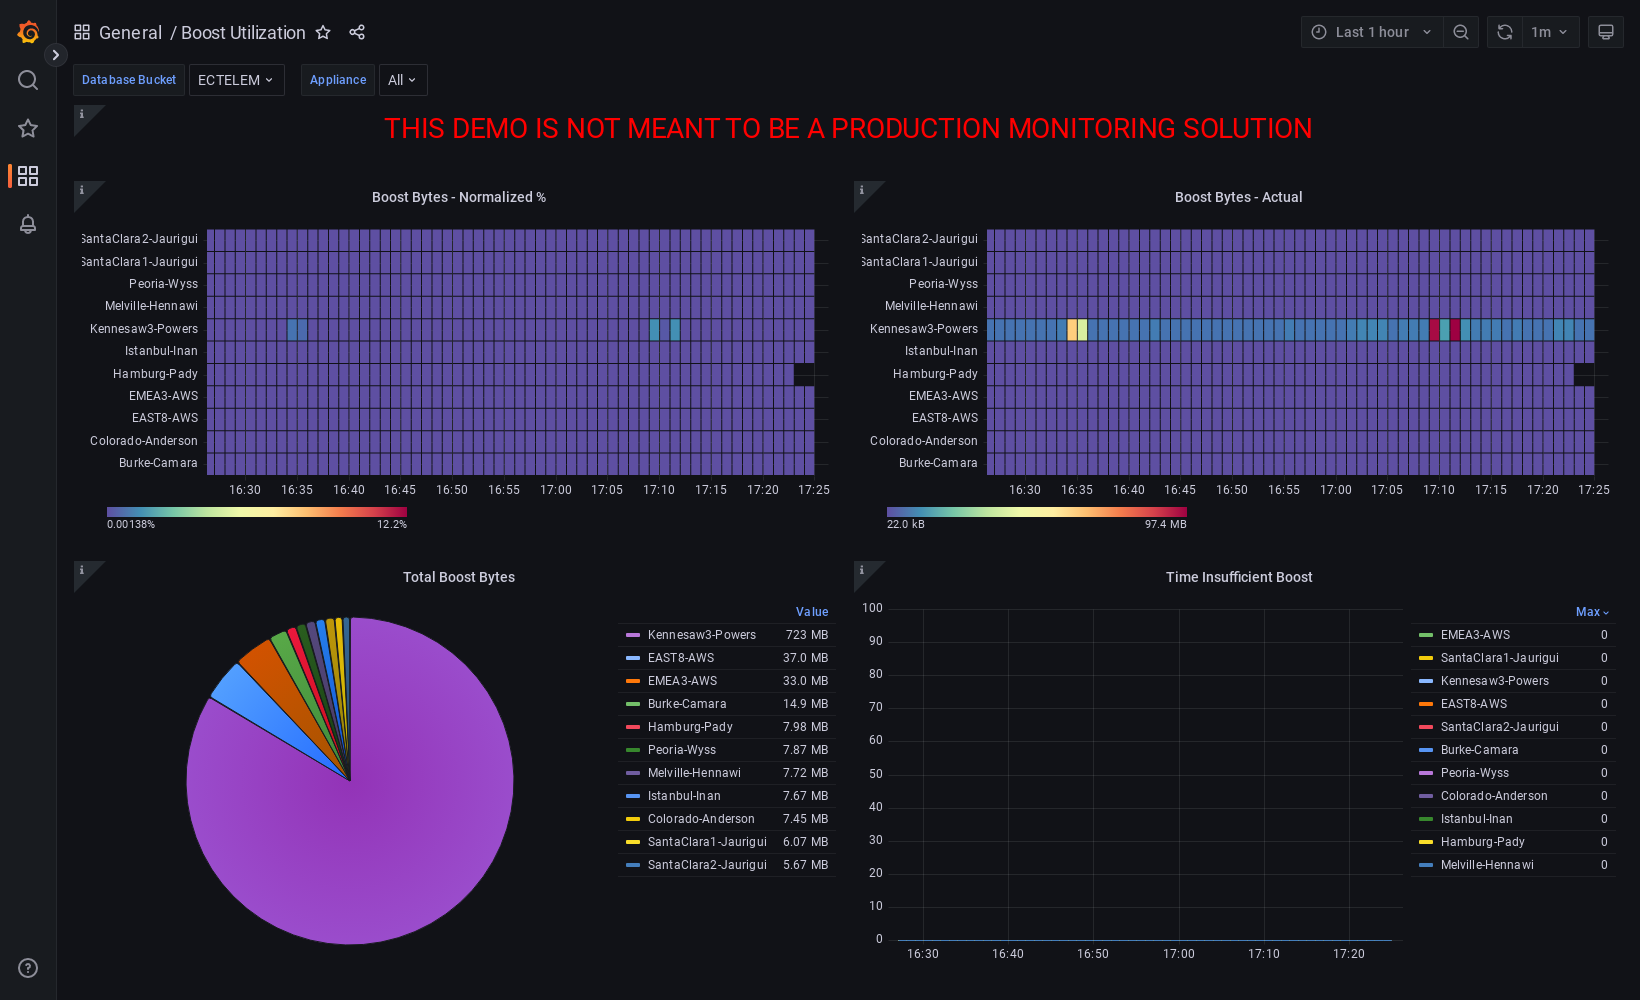 General / Boost Utilization
Last 1 hour
1m
Database Bucket ECTELEM Appliance All
THIS DEMO IS NOT MEANT TO BE A PRODUCTION MONITORING SOLUTION
Boost Bytes - Normalized %
SantaClara2-Jaurigui
SantaClara1-Jaurigui
Peoria-Wyss
Melville-Hennawi
Kennesaw3-Powers
Istanbul-Inan
Hamburg-Pady
EMEA3-AWS
EAST8-AWS
Colorado-Anderson
Burke-Camara
16:30 16:35 16:40 16:45 16:50 16:55 17:00 17:05 17:10 17:15 17:20 17:25
0.00138% 12.2%
Boost Bytes - Actual
SantaClara2-Jaurigui
SantaClara1-Jaurigui
Peoria-Wyss
Melville-Hennawi
Kennesaw3-Powers
Istanbul-Inan
Hamburg-Pady
EMEA3-AWS
EAST8-AWS
Colorado-Anderson
Burke-Camara
16:30 16:35 16:40 16:45 16:50 16:55 17:00 17:05 17:10 17:15 17:20 17:25
22.0 kB 97.4 MB
Total Boost Bytes
Value
Kennesaw3-Powers 723 MB
EAST8-AWS 37.0 MB
EMEA3-AWS 33.0 MB
Burke-Camara 14.9 MB
Hamburg-Pady 7.98 MB
Peoria-Wyss 7.87 MB
Melville-Hennawi 7.72 MB
Istanbul-Inan 7.67 MB
Colorado-Anderson 7.45 MB
SantaClara1-Jaurigui 6.07 MB
SantaClara2-Jaurigui 5.67 MB
Time Insufficient Boost
100
90
80
70
60
50
40
30
20
10
0
16:30 16:40 16:50 17:00 17:10 17:20
Max
EMEA3-AWS 0
SantaClara1-Jaurigui 0
Kennesaw3-Powers 0
EAST8-AWS 0
SantaClara2-Jaurigui 0
Burke-Camara 0
Peoria-Wyss 0
Colorado-Anderson 0
Istanbul-Inan 0
Hamburg-Pady 0
Melville-Hennawi 0